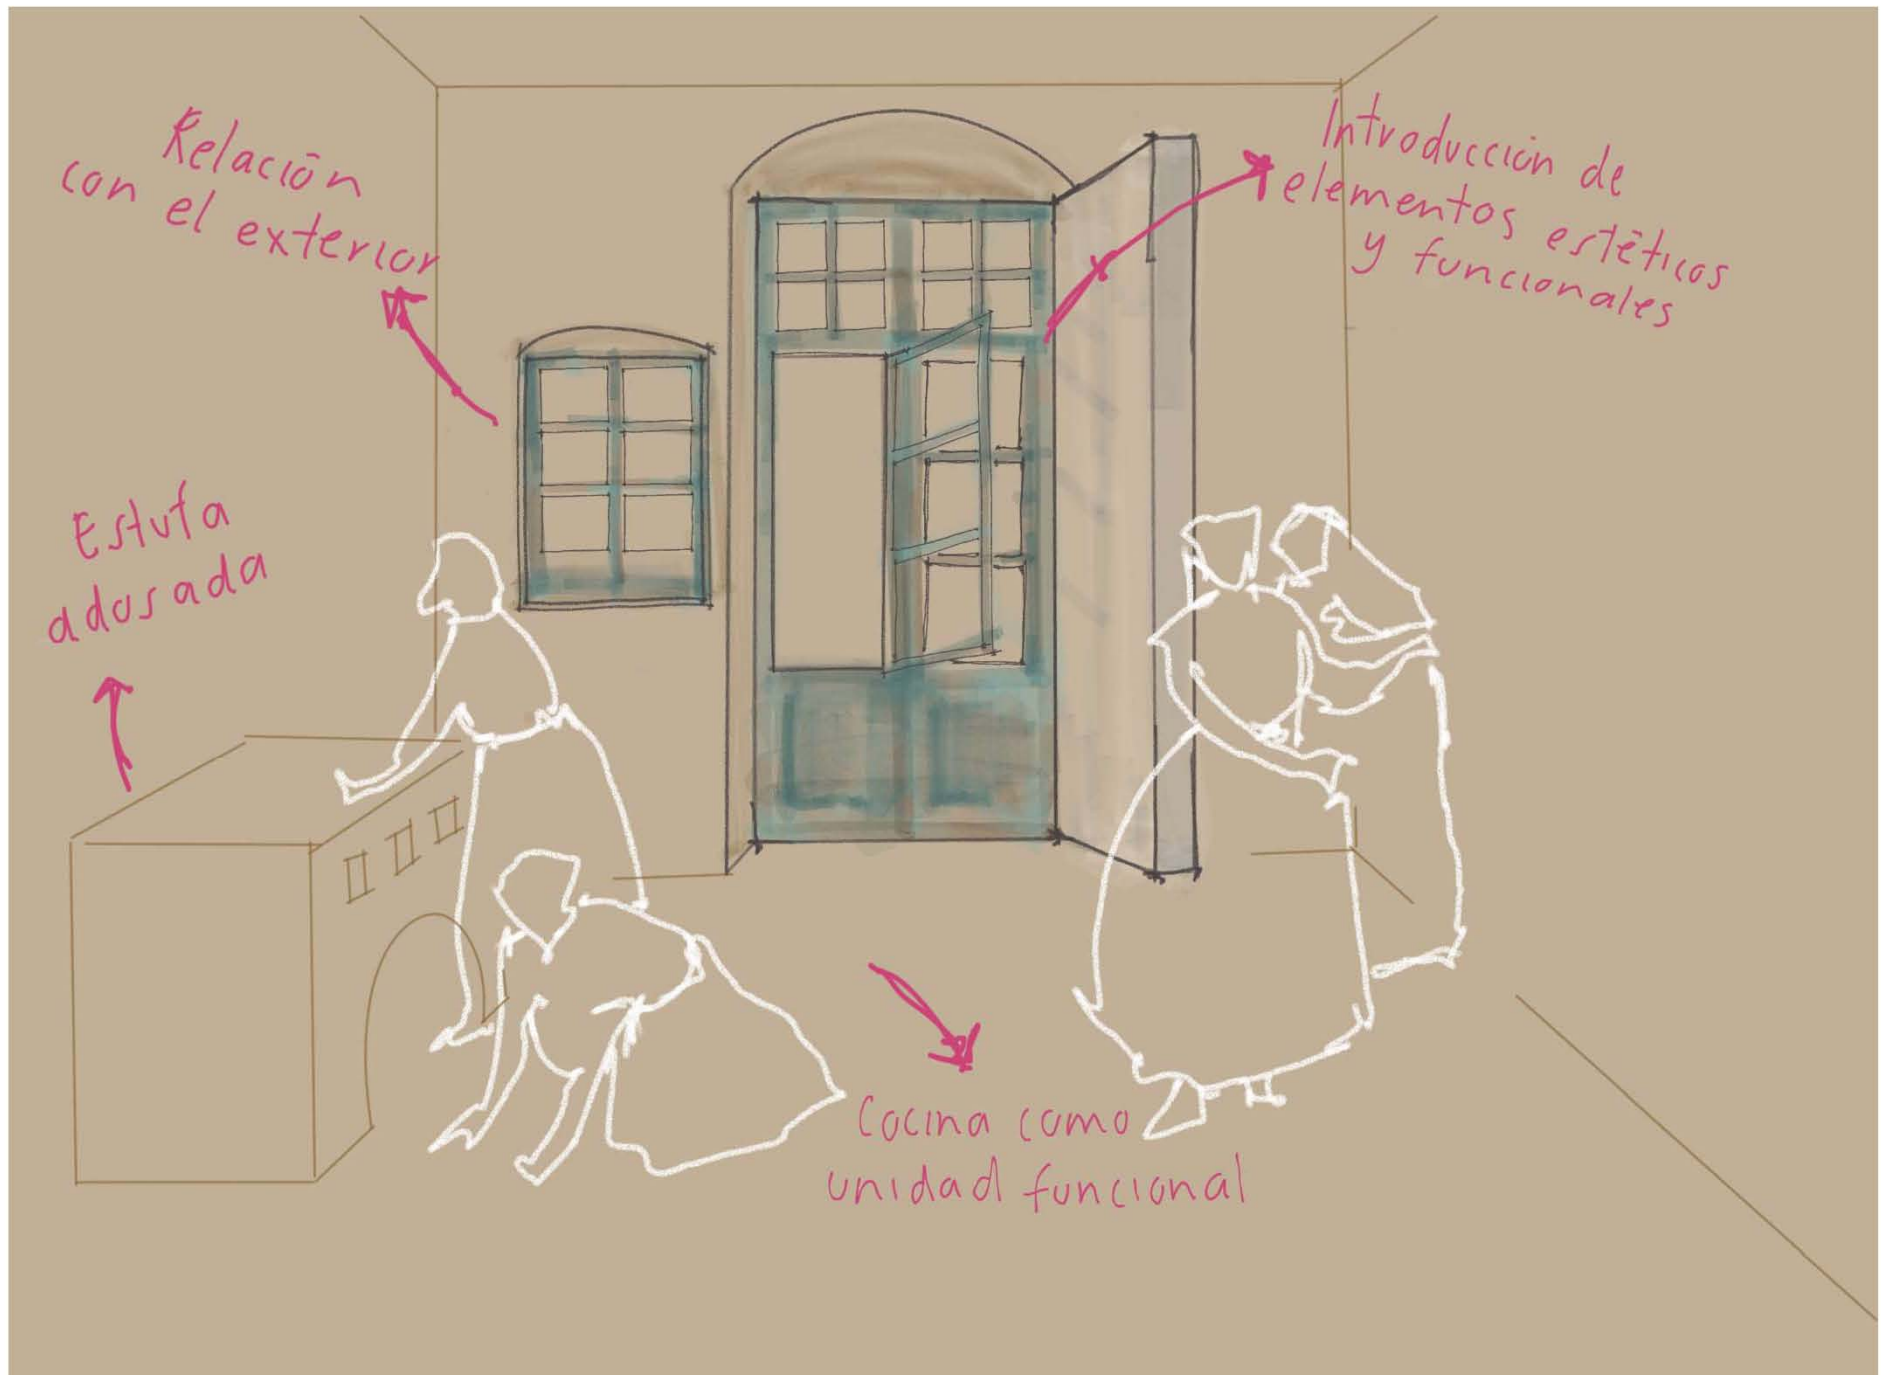 Relación
con el exterior
Introducción de
elementos estéticos
y funcionales
Estufa
adosada
Cocina como
unidad funcional